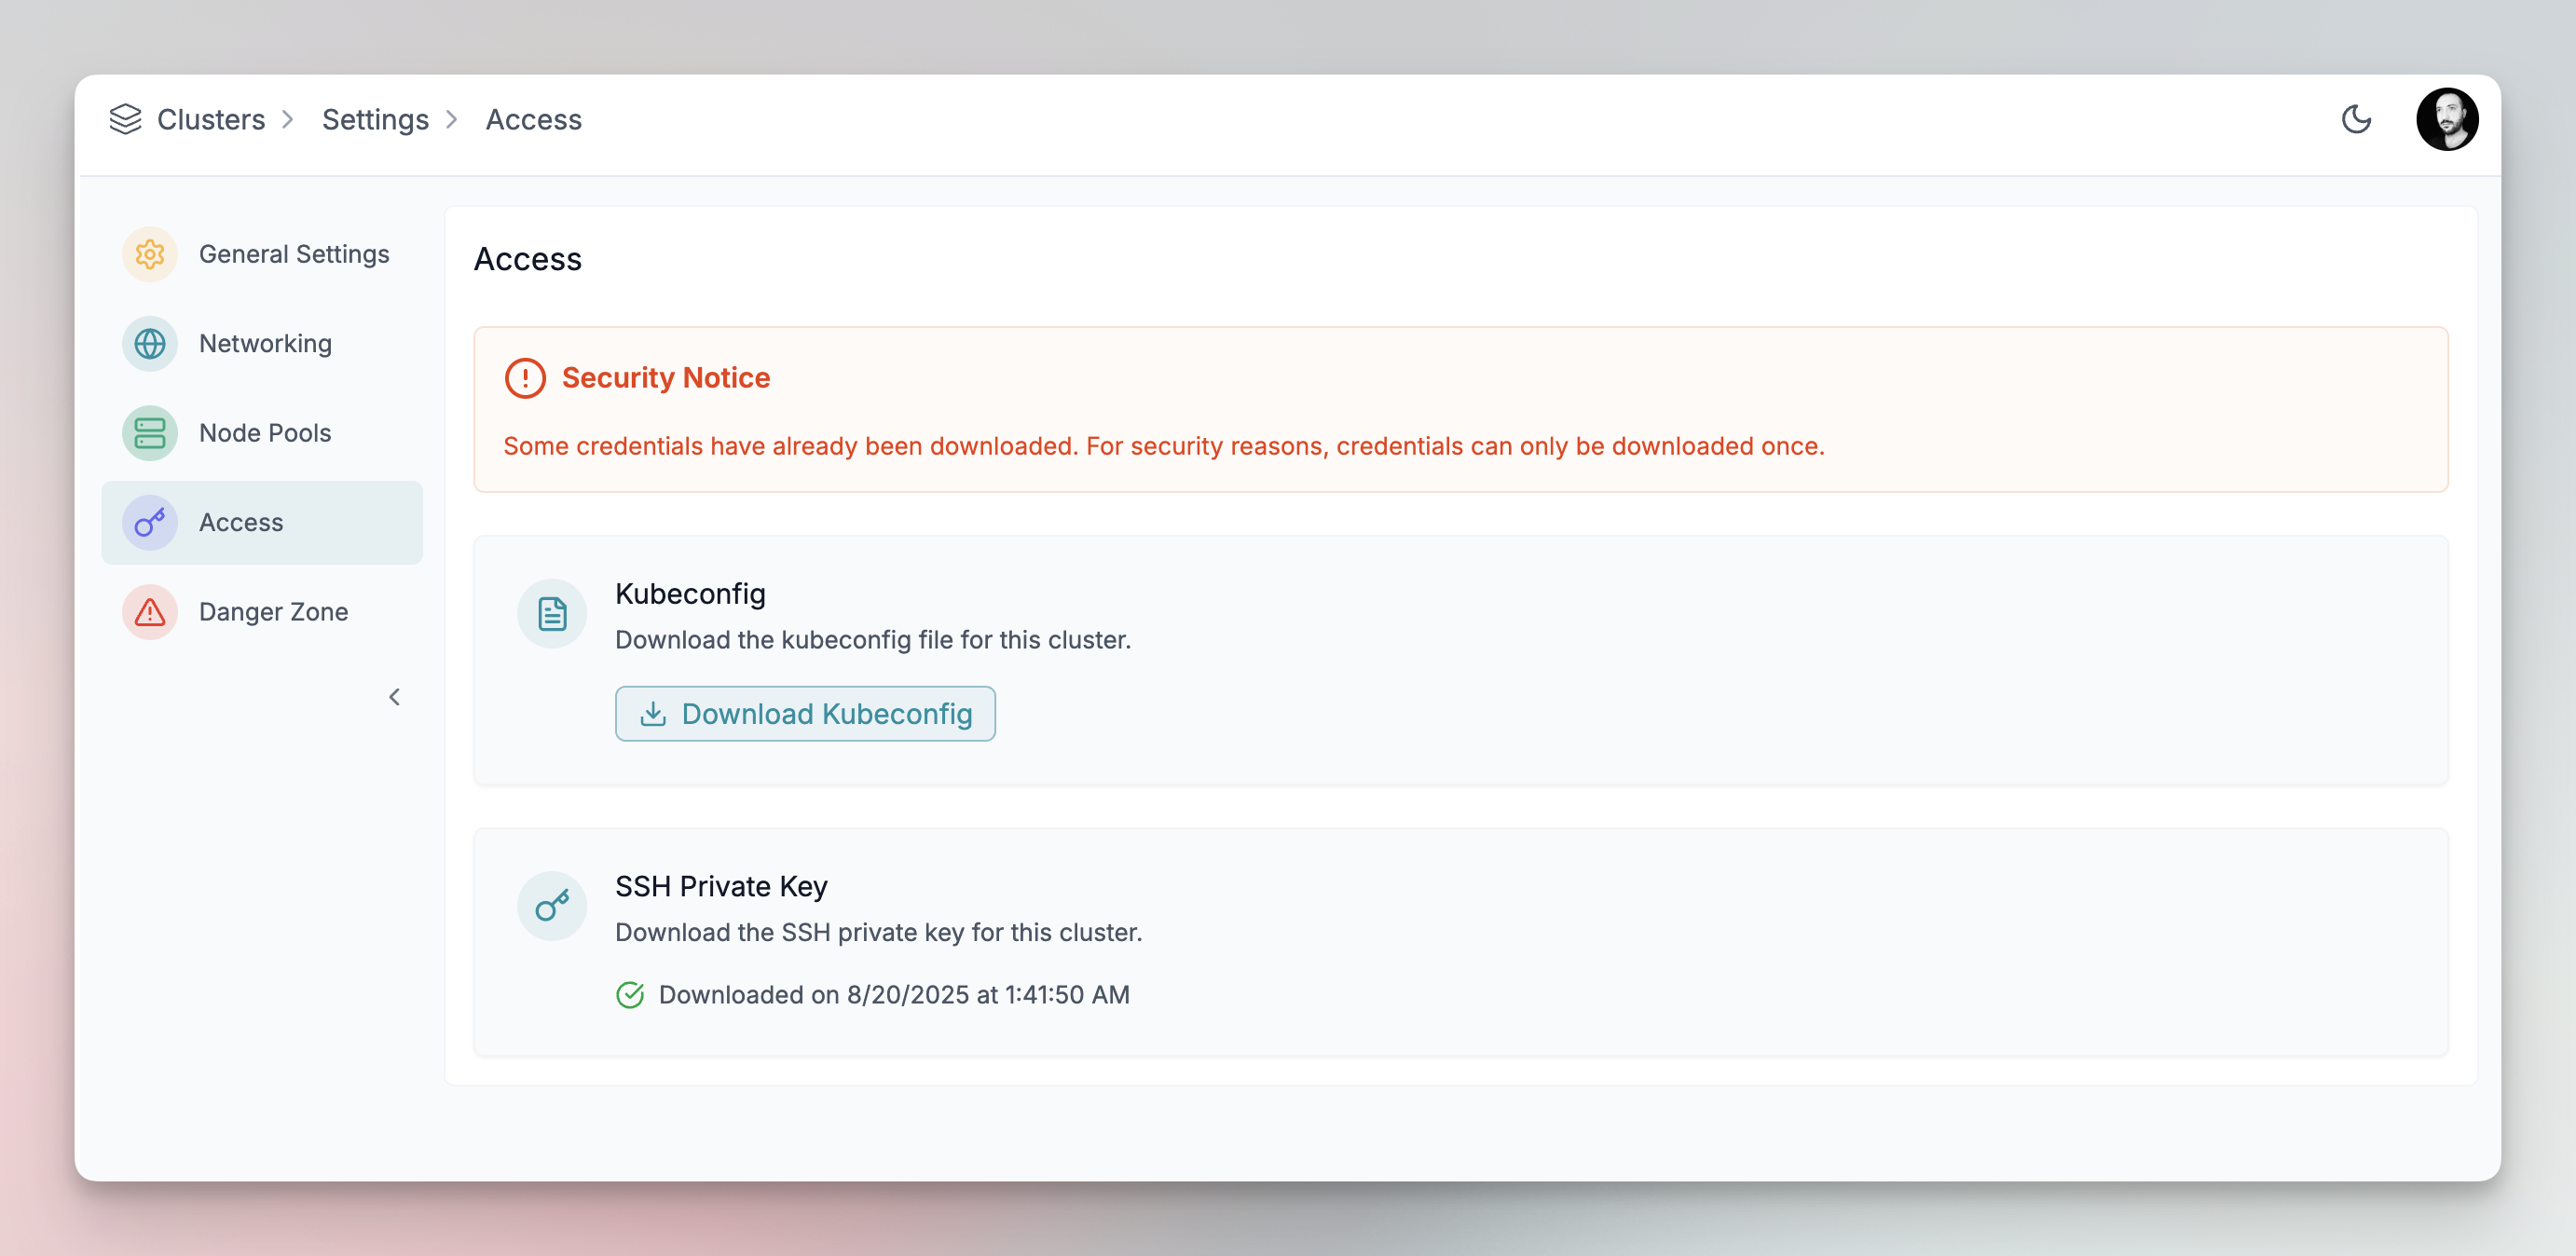 Clusters > Settings > Access
General Settings
Networking
Node Pools
Access
Danger Zone
Access
Security Notice
Some credentials have already been downloaded. For security reasons, credentials can only be downloaded once.
Kubeconfig
Download the kubeconfig file for this cluster.
Download Kubeconfig
SSH Private Key
Download the SSH private key for this cluster.
Downloaded on 8/20/2025 at 1:41:50 AM